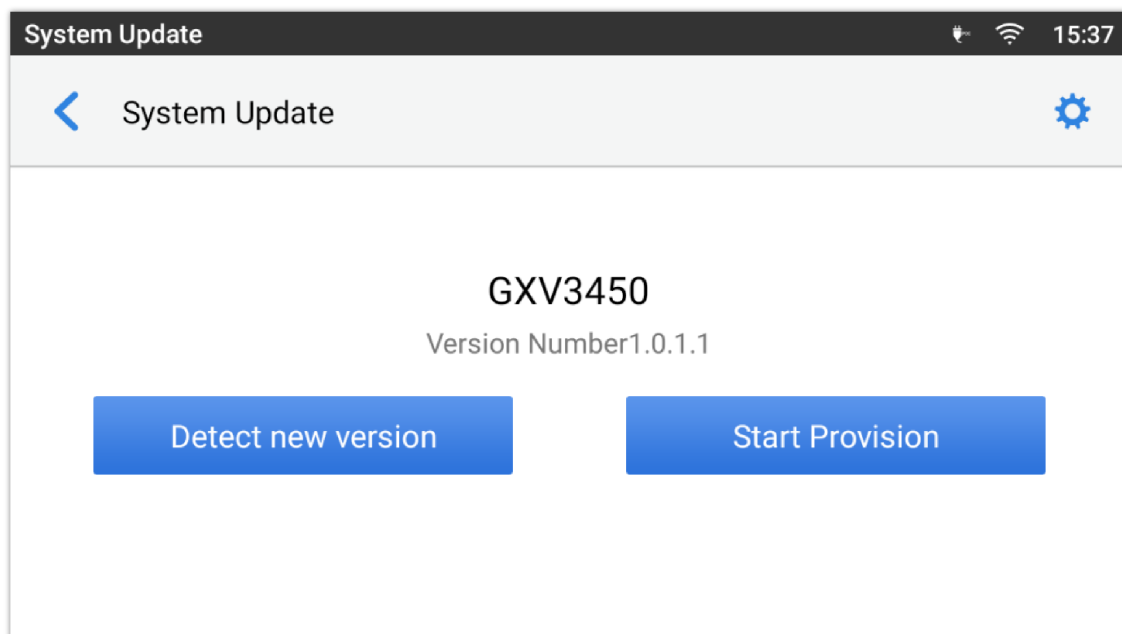 System Update 15:37
System Update
GXV3450
Version Number1.0.1.1
Detect new version Start Provision